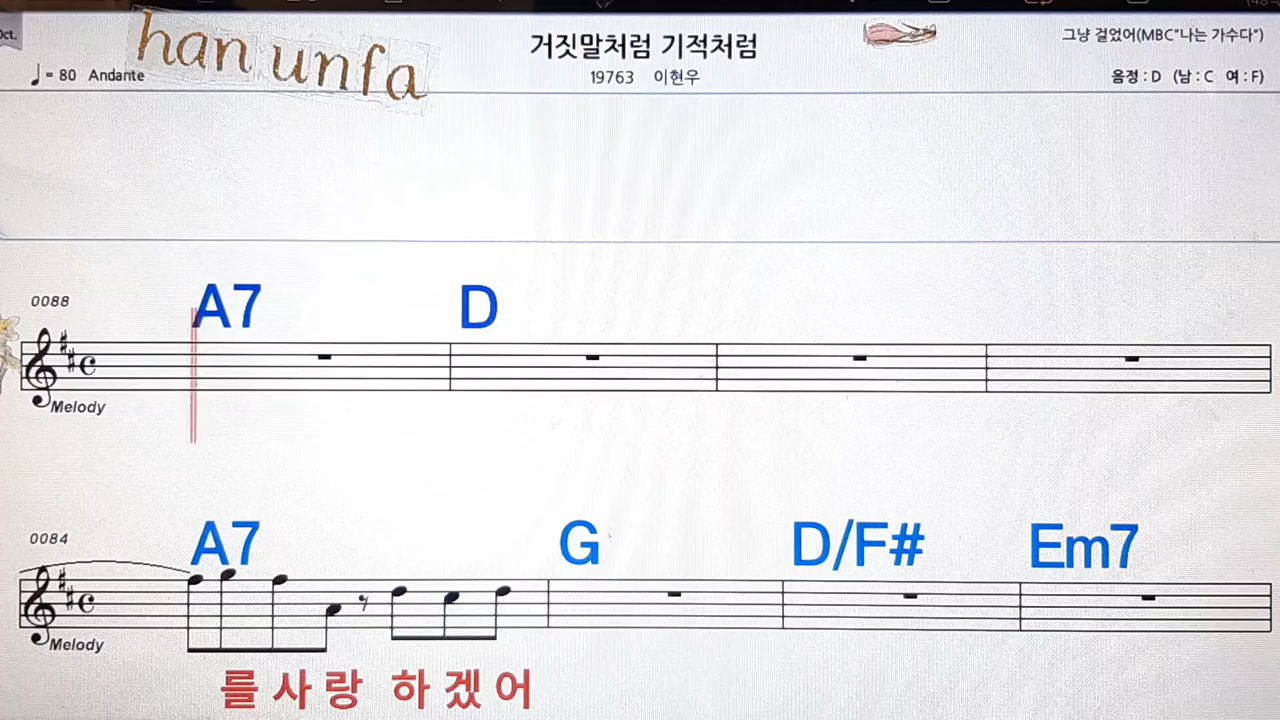 Oct.
han unfa
거짓말처럼 기적처럼
그냥 걸었어(MBC"나는 가수다")
♩= 80 Andante
19763 이현우
음정 : D (남 : C 여 : F)
0088
A7 D
Melody
0084
A7 G D/F# Em7
Melody
를 사 랑 하 겠 어